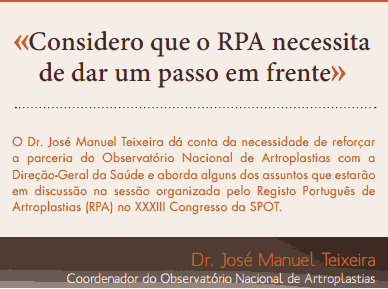 «Considero que o RPA necessita
de dar um passo em frente»
O Dr. José Manuel Teixeira dá conta da necessidade de reforçar
a parceria do Observatório Nacional de Artroplastias com a
Direção-Geral da Saúde e aborda alguns dos assuntos que estarão
em discussão na sessão organizada pelo Registo Português de
Artroplastias (RPA) no XXXIII Congresso da SPOT.
Dr. José Manuel Teixeira
Coordenador do Observatório Nacional de Artroplastias